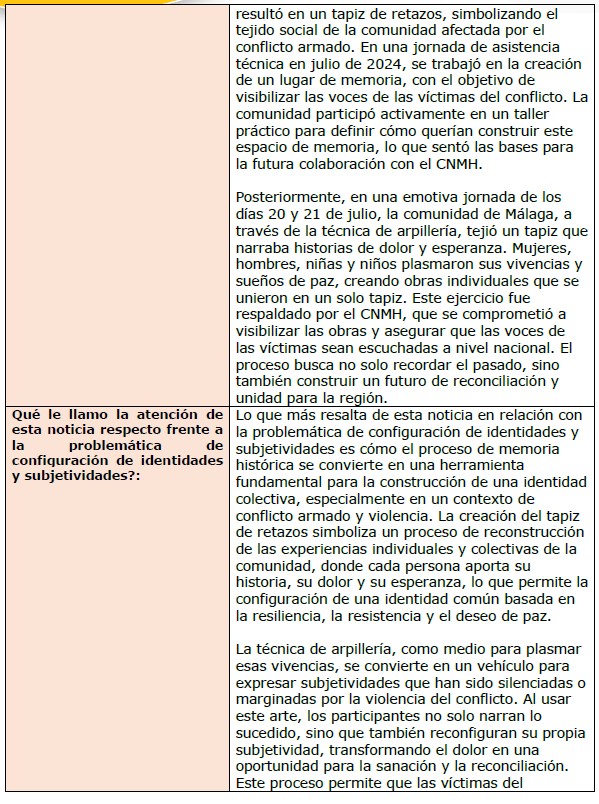 resultó en un tapiz de retazos, simbolizando el
tejido social de la comunidad afectada por el
conflicto armado. En una jornada de asistencia
técnica en julio de 2024, se trabajó en la creación
de un lugar de memoria, con el objetivo de
visibilizar las voces de las víctimas del conflicto. La
comunidad participó activamente en un taller
práctico para definir cómo querían construir este
espacio de memoria, lo que sentó las bases para
la futura colaboración con el CNMH.
Posteriormente, en una emotiva jornada de los
días 20 y 21 de julio, la comunidad de Málaga, a
través de la técnica de arpillería, tejió un tapiz que
narraba historias de dolor y esperanza. Mujeres,
hombres, niñas y niños plasmaron sus vivencias y
sueños de paz, creando obras individuales que se
unieron en un solo tapiz. Este ejercicio fue
respaldado por el CNMH, que se comprometió a
visibilizar las obras y asegurar que las voces de
las víctimas sean escuchadas a nivel nacional. El
proceso busca no solo recordar el pasado, sino
también construir un futuro de reconciliación y
unidad para la región.
Qué le llamo la atención de
esta noticia respecto frente a
la problemática de
configuración de identidades
y subjetividades?:
Lo que más resalta de esta noticia en relación con
la problemática de configuración de identidades y
subjetividades es cómo el proceso de memoria
histórica se convierte en una herramienta
fundamental para la construcción de una identidad
colectiva, especialmente en un contexto de
conflicto armado y violencia. La creación del tapiz
de retazos simboliza un proceso de reconstrucción
de las experiencias individuales y colectivas de la
comunidad, donde cada persona aporta su
historia, su dolor y su esperanza, lo que permite la
configuración de una identidad común basada en
la resiliencia, la resistencia y el deseo de paz.
La técnica de arpillería, como medio para plasmar
esas vivencias, se convierte en un vehículo para
expresar subjetividades que han sido silenciadas o
marginadas por la violencia del conflicto. Al usar
este arte, los participantes no solo narran lo
sucedido, sino que también reconfiguran su propia
subjetividad, transformando el dolor en una
oportunidad para la sanación y la reconciliación.
Este proceso permite que las víctimas del